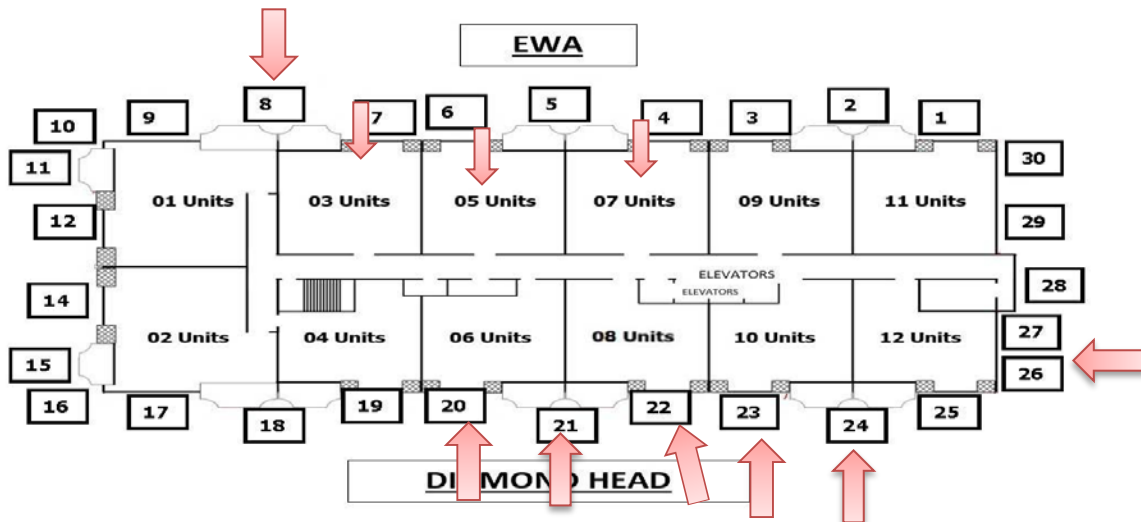 EWA
8
9
7
6
5
4
3
2
1
10
11
12
30
29
01 Units
03 Units
05 Units
07 Units
09 Units
11 Units
ELEVATORS
ELEVATORS
28
14
27
02 Units
04 Units
06 Units
08 Units
10 Units
12 Units
15
26
16
17
18
19
20
21
22
23
24
25
DIAMOND HEAD